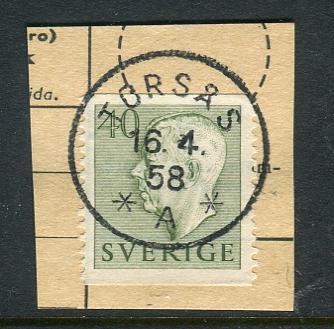 ro)
k
ida.
TORSÅS
40
16. 4.
58
* A *
SVERIGE